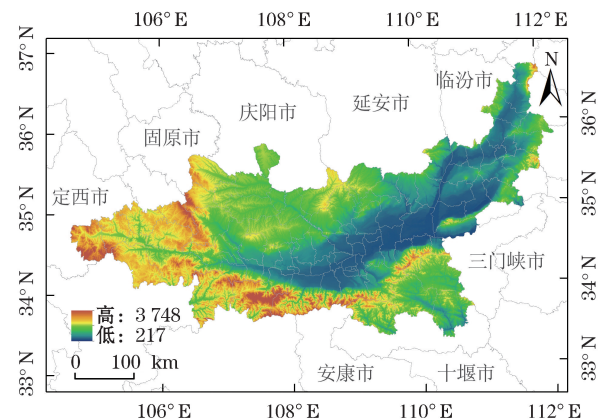 106° E 108° E 110° E 112° E
37° N
36° N
35° N
34° N
33° N
N
临汾市
延安市
庆阳市
固原市
定西市
三门峡市
安康市
十堰市
高: 3 748
低: 217
0 100 km
36° N
35° N
34° N
33° N
106° E 108° E 110° E 112° E